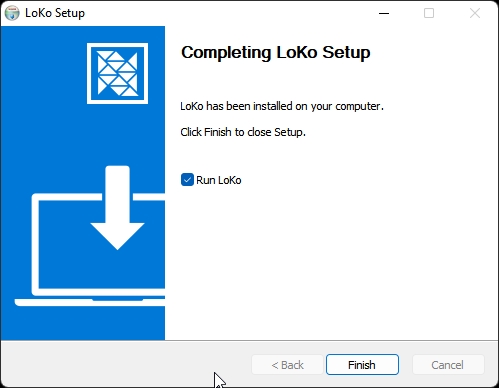 LoKo Setup
Completing LoKo Setup
LoKo has been installed on your computer.
Click Finish to close Setup.
Run LoKo
< Back
Finish
Cancel